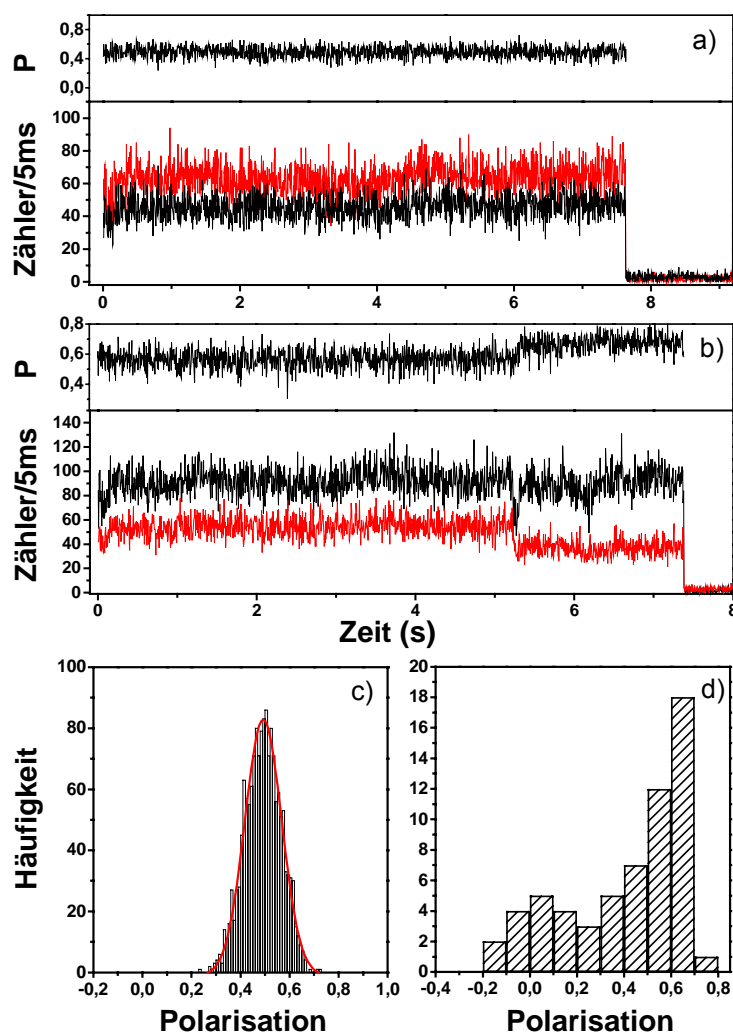 a)
P
0,8
0,4
0,0
Zähler/5ms
100
80
60
40
20
0
0 2 4 6 8
b)
P
0,8
0,6
0,4
Zähler/5ms
140
120
100
80
60
40
20
0
0 2 4 6 8
Zeit (s)
c)
Häufigkeit
100
80
60
40
20
0
-0,2 0,0 0,2 0,4 0,6 0,8 1,0
Polarisation
d)
20
18
16
14
12
10
8
6
4
2
0
-0,4 -0,2 0,0 0,2 0,4 0,6 0,8
Polarisation